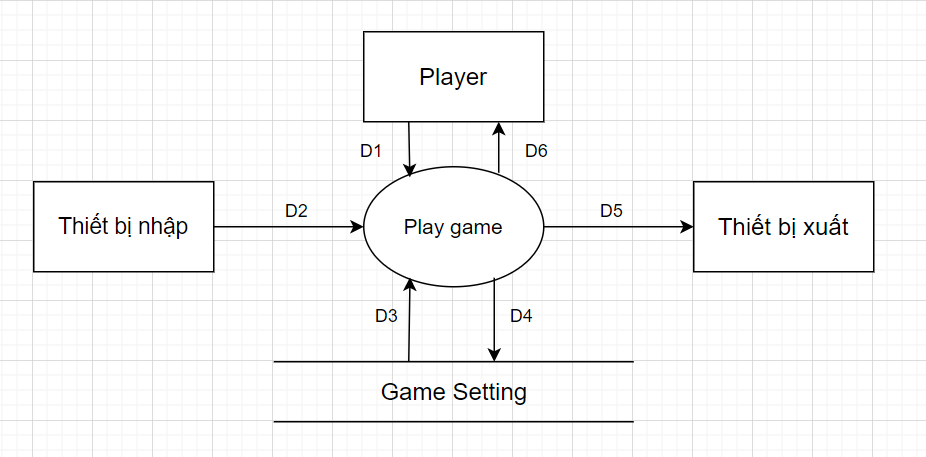 Player
D1
D6
Thiết bị nhập
D2
Play game
D5
Thiết bị xuất
D3
D4
Game Setting